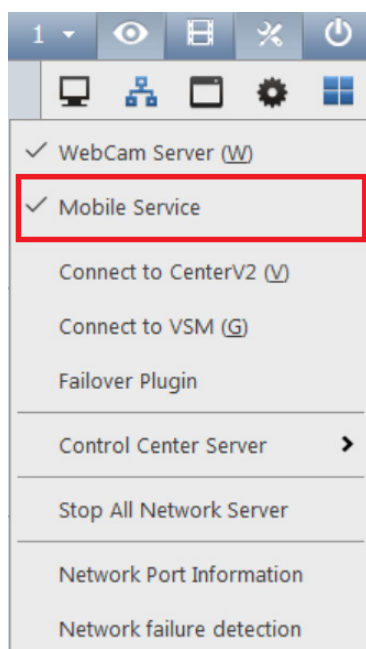 1
WebCam Server (W)
Mobile Service
Connect to CenterV2 (V)
Connect to VSM (G)
Failover Plugin
Control Center Server
Stop All Network Server
Network Port Information
Network failure detection